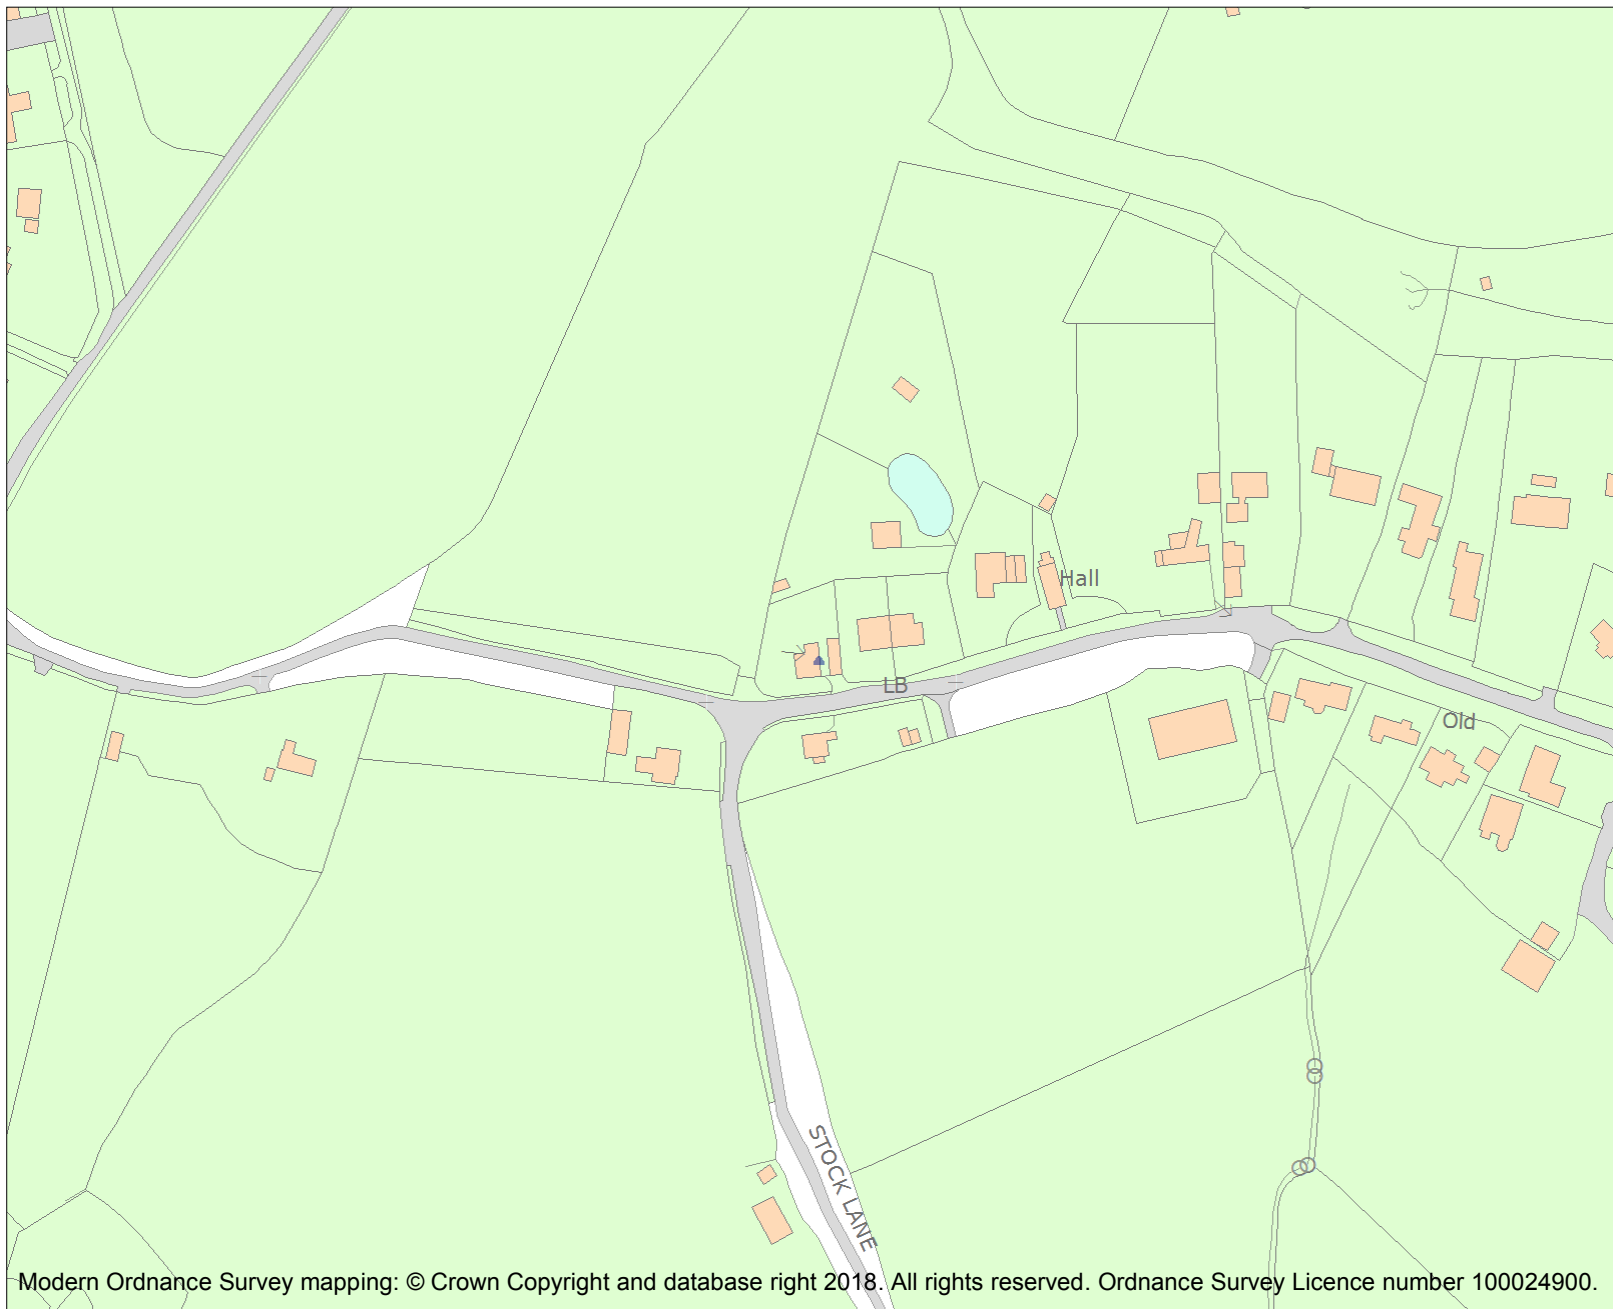 Hall
LB
Old
STOCK LANE
Modern Ordnance Survey mapping: © Crown Copyright and database right 2018. All rights reserved. Ordnance Survey Licence number 100024900.